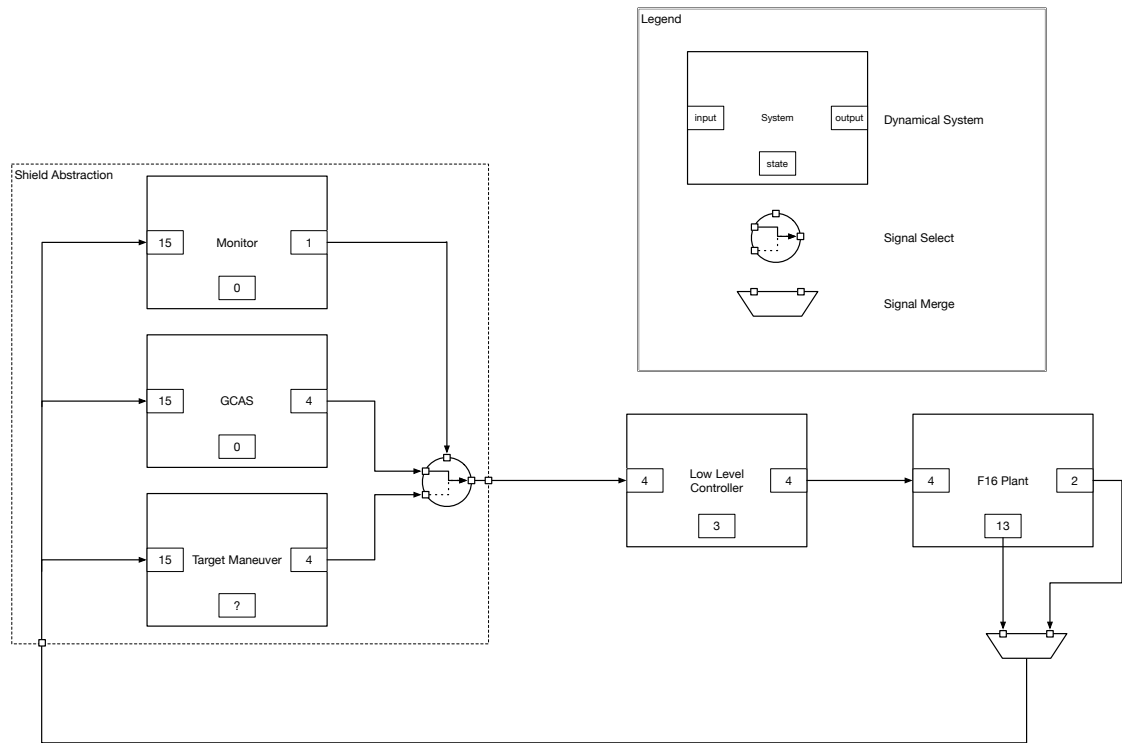 Legend
input
System
output
state
Dynamical System
Signal Select
Signal Merge
Shield Abstraction
15
Monitor
1
0
15
GCAS
4
0
15
Target Maneuver
4
?
4
Low Level
Controller
4
3
4
F16 Plant
2
13